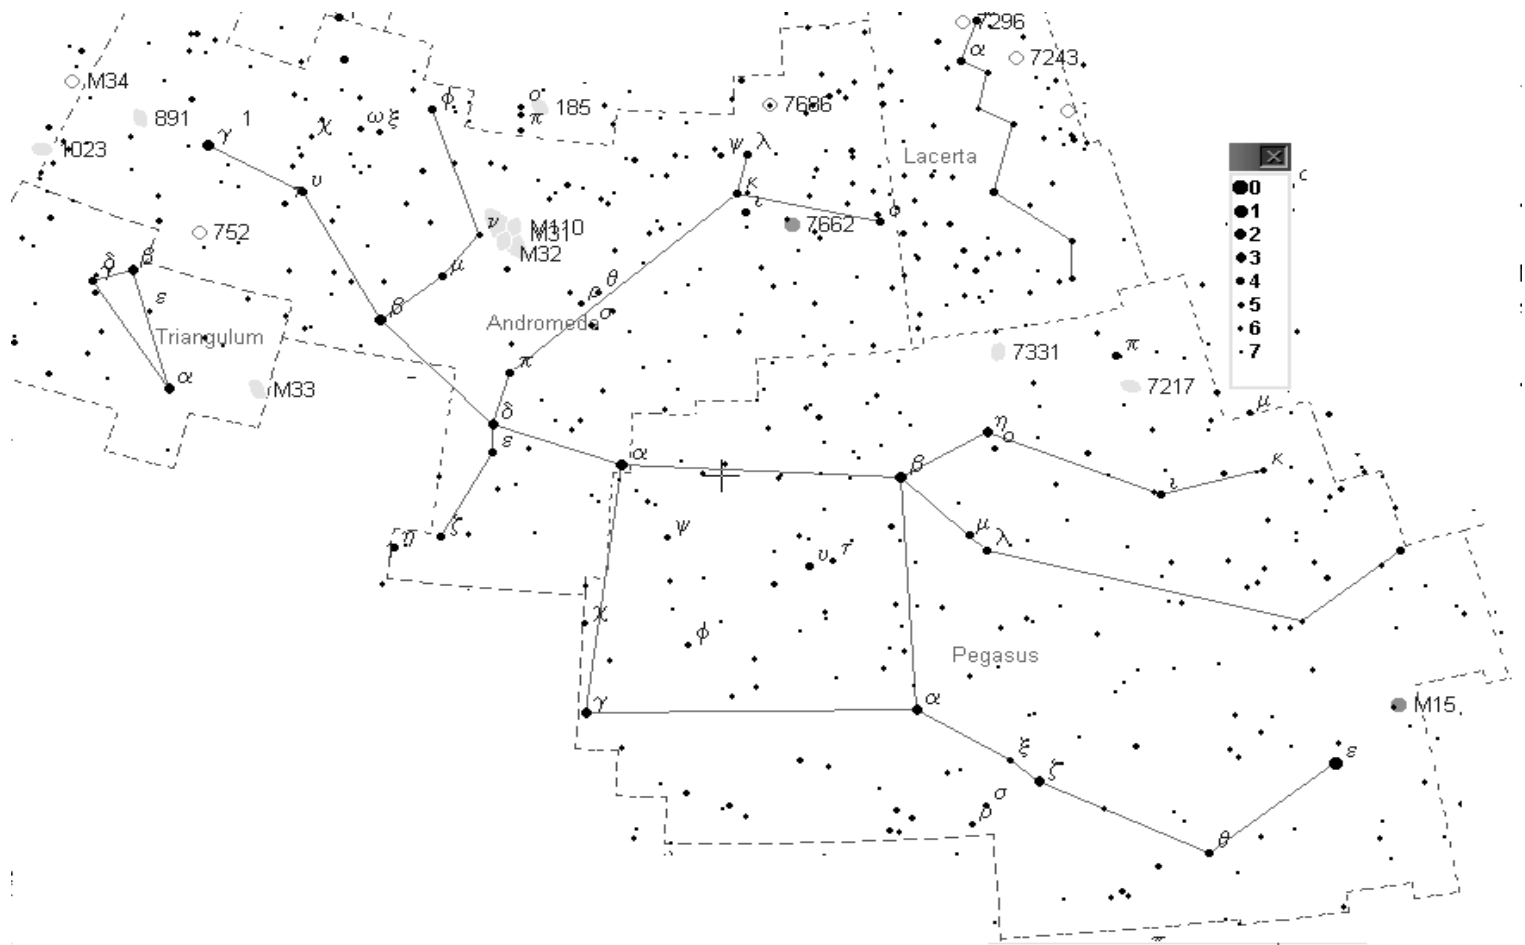 7296
α
7243
M34
φ
ο
185
7686
891
1
γ
χ
ω ξ
π
1023
ψ λ
Lacerta
0
1
2
3
4
5
6
7
c
υ
κ
ι
ο
ν
M110
M31
M32
7662
752
δ
γ
β
μ
θ
ρ
ε
β
σ
Andromeda
Triangulum
π
7331
π
α
M33
7217
μ
δ
η
ο
ε
α
β
κ
ι
η
ζ
ψ
μ
λ
υ τ
χ
φ
Pegasus
γ
α
M15
ξ
ζ
ε
σ
ρ
θ
π